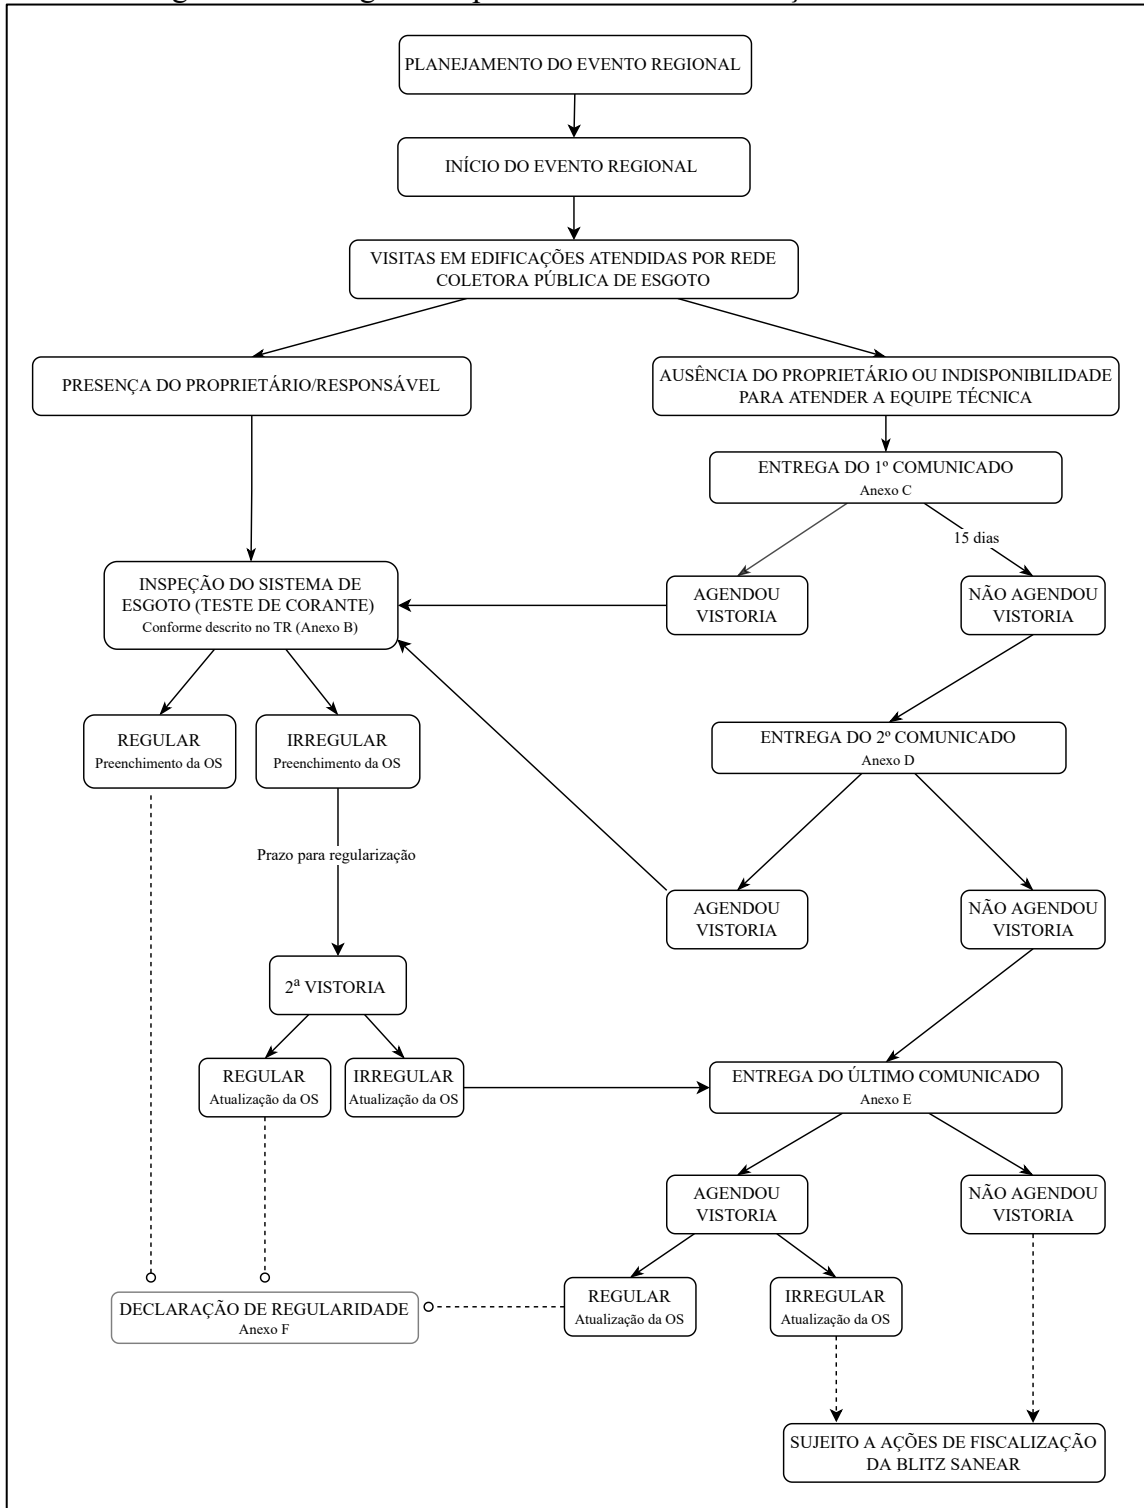 PLANEJAMENTO DO EVENTO REGIONAL
INÍCIO DO EVENTO REGIONAL
VISITAS EM EDIFICAÇÕES ATENDIDAS POR REDE
COLETORA PÚBLICA DE ESGOTO
PRESENÇA DO PROPRIETÁRIO/RESPONSÁVEL
AUSÊNCIA DO PROPRIETÁRIO OU INDISPONIBILIDADE
PARA ATENDER A EQUIPE TÉCNICA
ENTREGA DO 1º COMUNICADO
Anexo C
15 dias
INSPEÇÃO DO SISTEMA DE
ESGOTO (TESTE DE CORANTE)
Conforme descrito no TR (Anexo B)
AGENDOU
VISTORIA
NÃO AGENDOU
VISTORIA
REGULAR
Preenchimento da OS
IRREGULAR
Preenchimento da OS
ENTREGA DO 2º COMUNICADO
Anexo D
Prazo para regularização
AGENDOU
VISTORIA
NÃO AGENDOU
VISTORIA
2ª VISTORIA
REGULAR
Atualização da OS
IRREGULAR
Atualização da OS
ENTREGA DO ÚLTIMO COMUNICADO
Anexo E
AGENDOU
VISTORIA
NÃO AGENDOU
VISTORIA
DECLARAÇÃO DE REGULARIDADE
Anexo F
REGULAR
Atualização da OS
IRREGULAR
Atualização da OS
SUJEITO A AÇÕES DE FISCALIZAÇÃO
DA BLITZ SANEAR